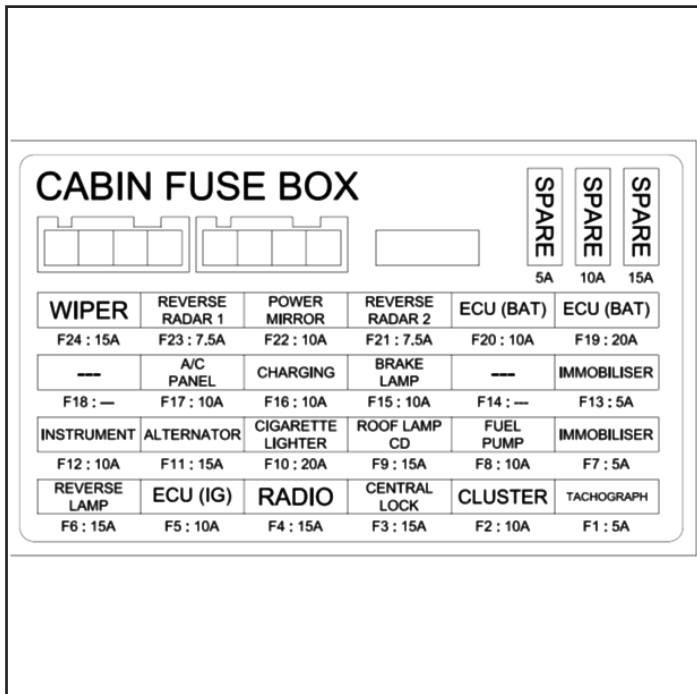 CABIN FUSE BOX
SPARE SPARE SPARE
5A 10A 15A
WIPER REVERSE RADAR 1 POWER MIRROR REVERSE RADAR 2 ECU (BAT) ECU (BAT)
F24 : 15A F23 : 7.5A F22 : 10A F21 : 7.5A F20 : 10A F19 : 20A
--- A/C PANEL CHARGING BRAKE LAMP --- IMMOBILISER
F18 : --- F17 : 10A F16 : 10A F15 : 10A F14 : --- F13 : 5A
INSTRUMENT ALTERNATOR CIGARETTE LIGHTER ROOF LAMP CD FUEL PUMP IMMOBILISER
F12 : 10A F11 : 15A F10 : 20A F9 : 15A F8 : 10A F7 : 5A
REVERSE LAMP ECU (IG) RADIO CENTRAL LOCK CLUSTER TACHOGRAPH
F6 : 15A F5 : 10A F4 : 15A F3 : 15A F2 : 10A F1 : 5A